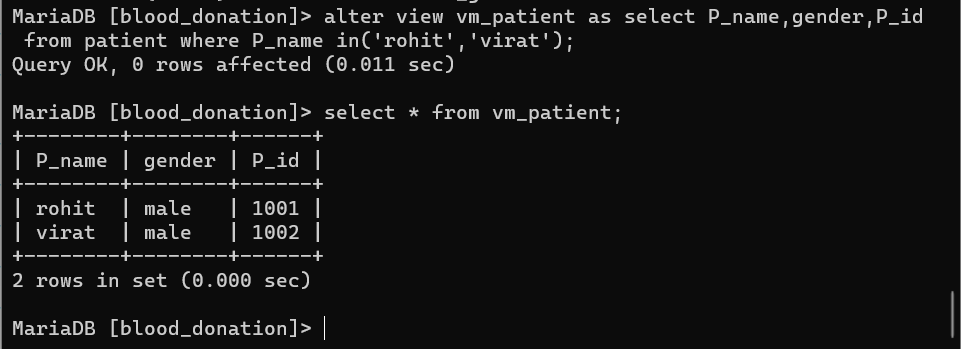 MariaDB [blood_donation]> alter view vm_patient as select P_name,gender,P_id
 from patient where P_name in('rohit','virat');
Query OK, 0 rows affected (0.011 sec)

MariaDB [blood_donation]> select * from vm_patient;
+--------+--------+------+
| P_name | gender | P_id |
+--------+--------+------+
| rohit  | male   | 1001 |
| virat  | male   | 1002 |
+--------+--------+------+
2 rows in set (0.000 sec)

MariaDB [blood_donation]>